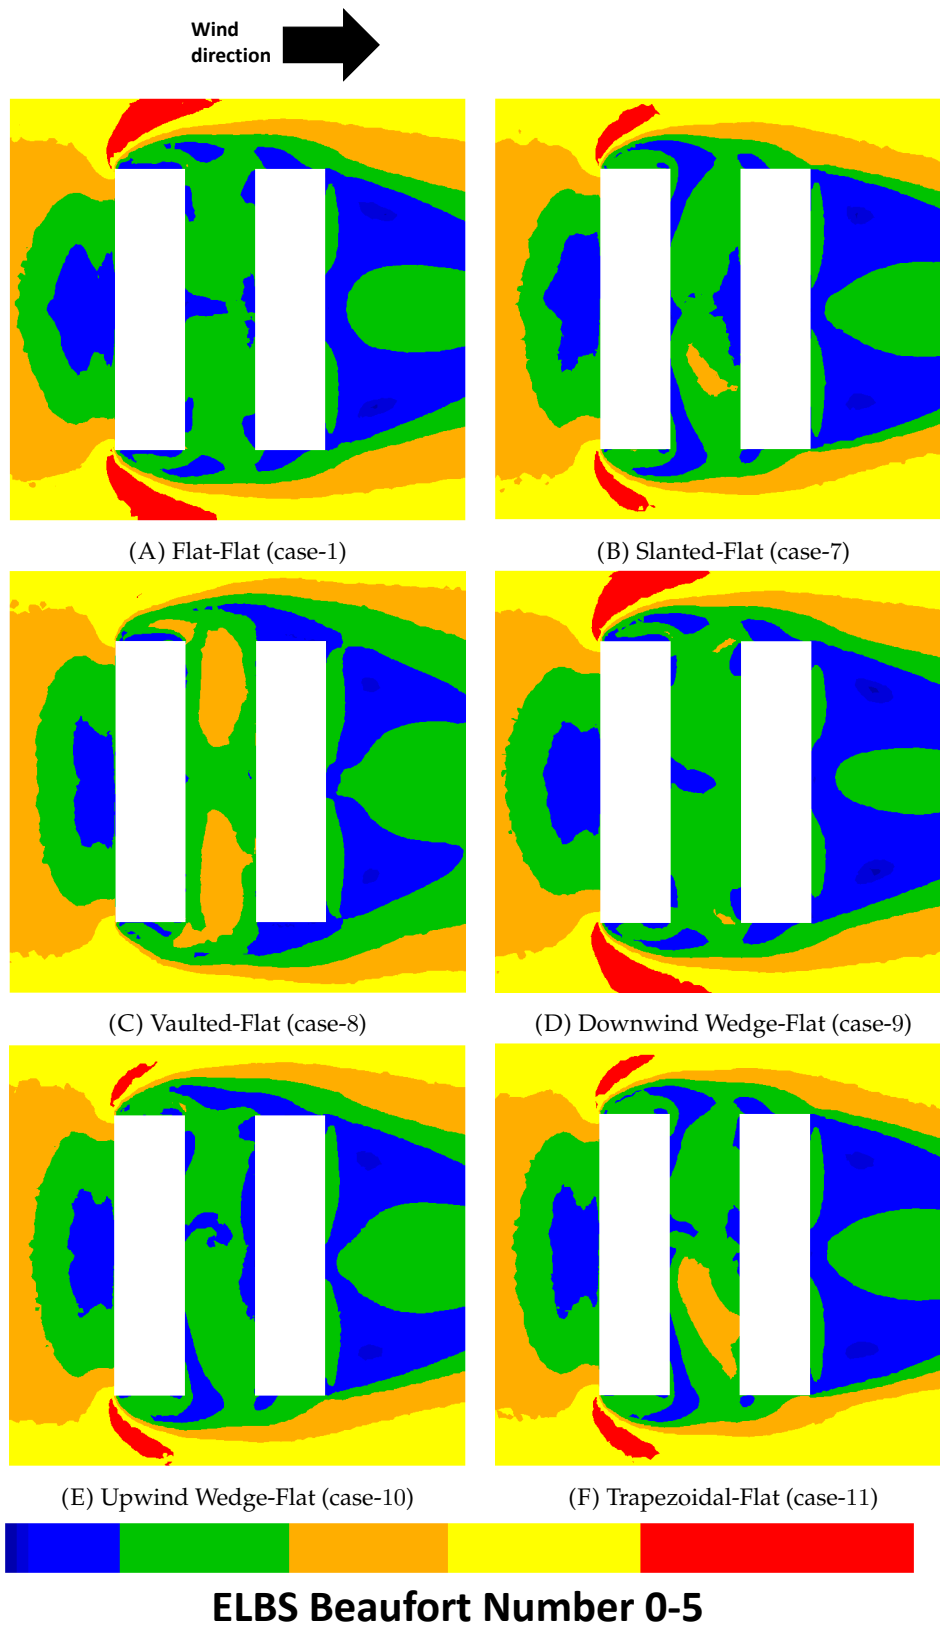 Wind
direction
(A) Flat-Flat (case-1)
(B) Slanted-Flat (case-7)
(C) Vaulted-Flat (case-8)
(D) Downwind Wedge-Flat (case-9)
(E) Upwind Wedge-Flat (case-10)
(F) Trapezoidal-Flat (case-11)
ELBS Beaufort Number 0-5